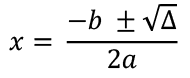 x = (-b ± √Δ) / 2a